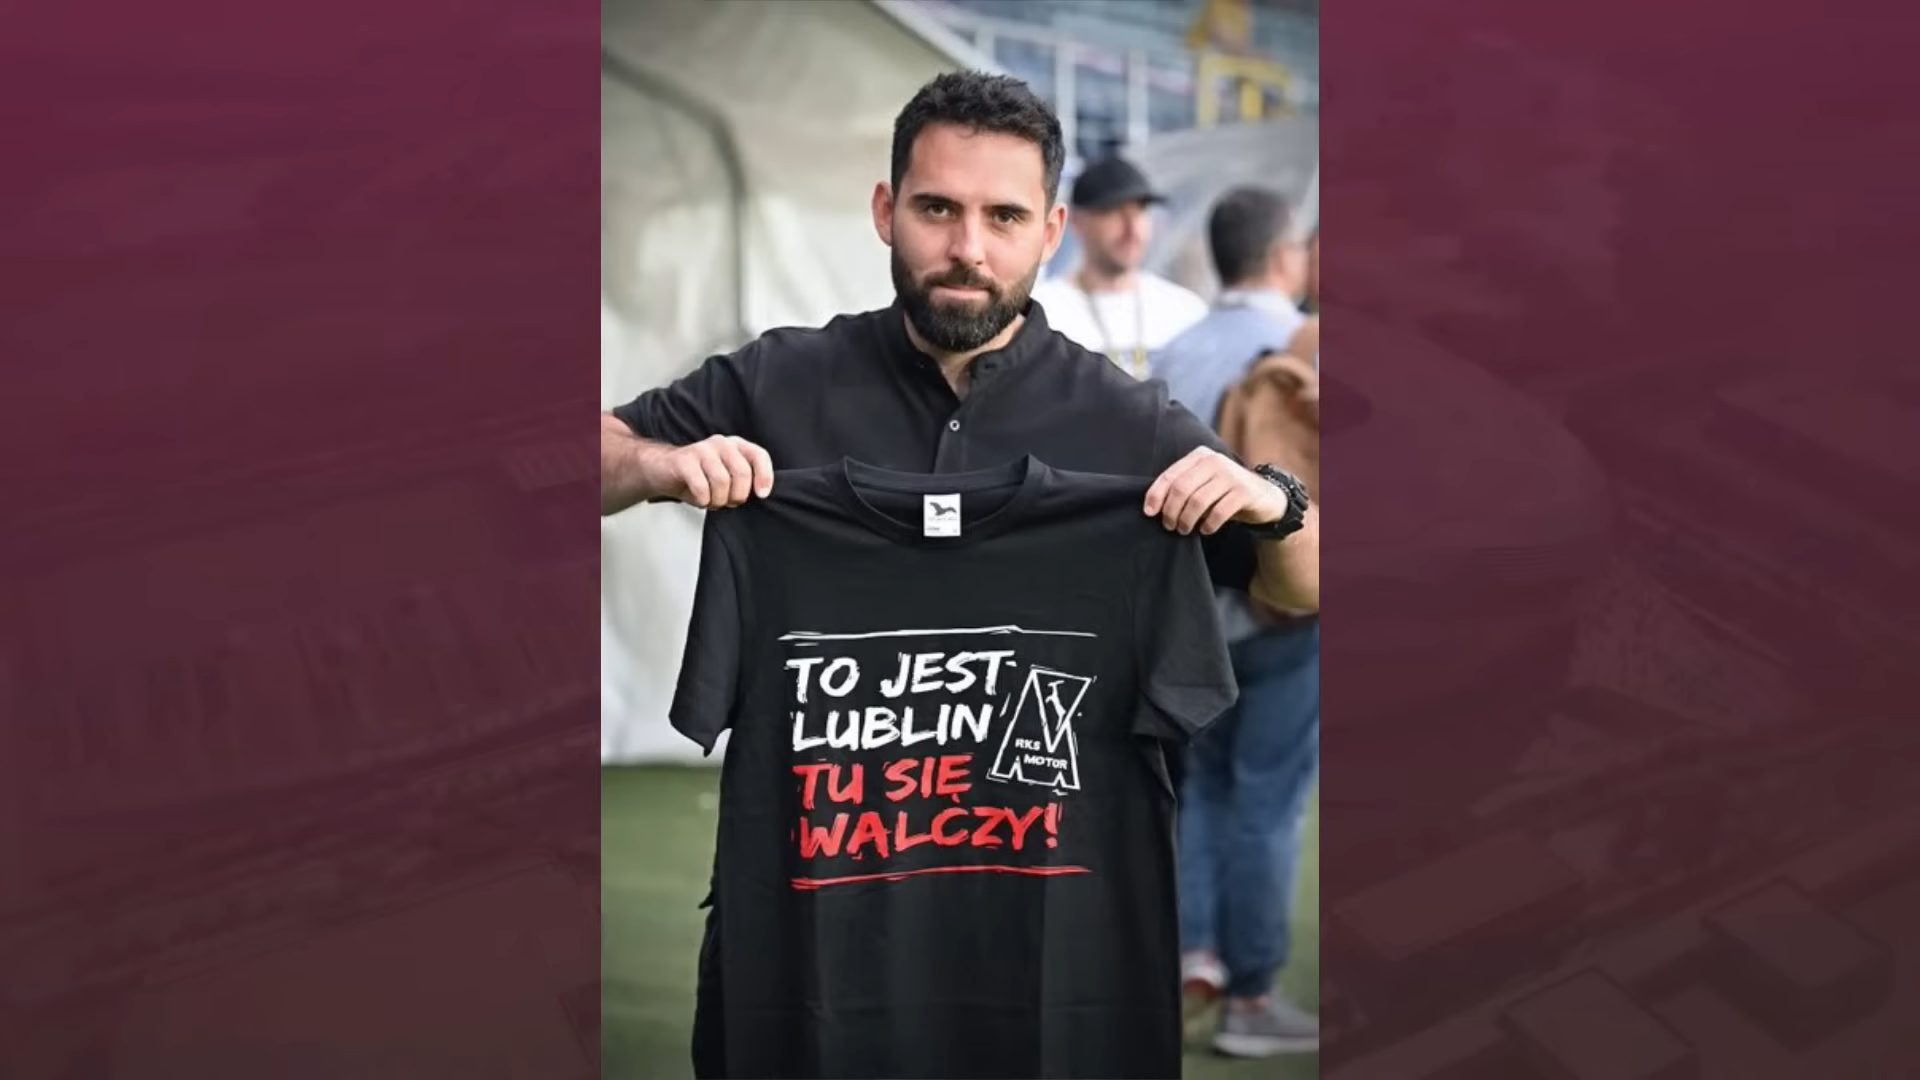 TO JEST
LUBLIN
TU SIĘ
WALCZY!
RKS
MOTOR